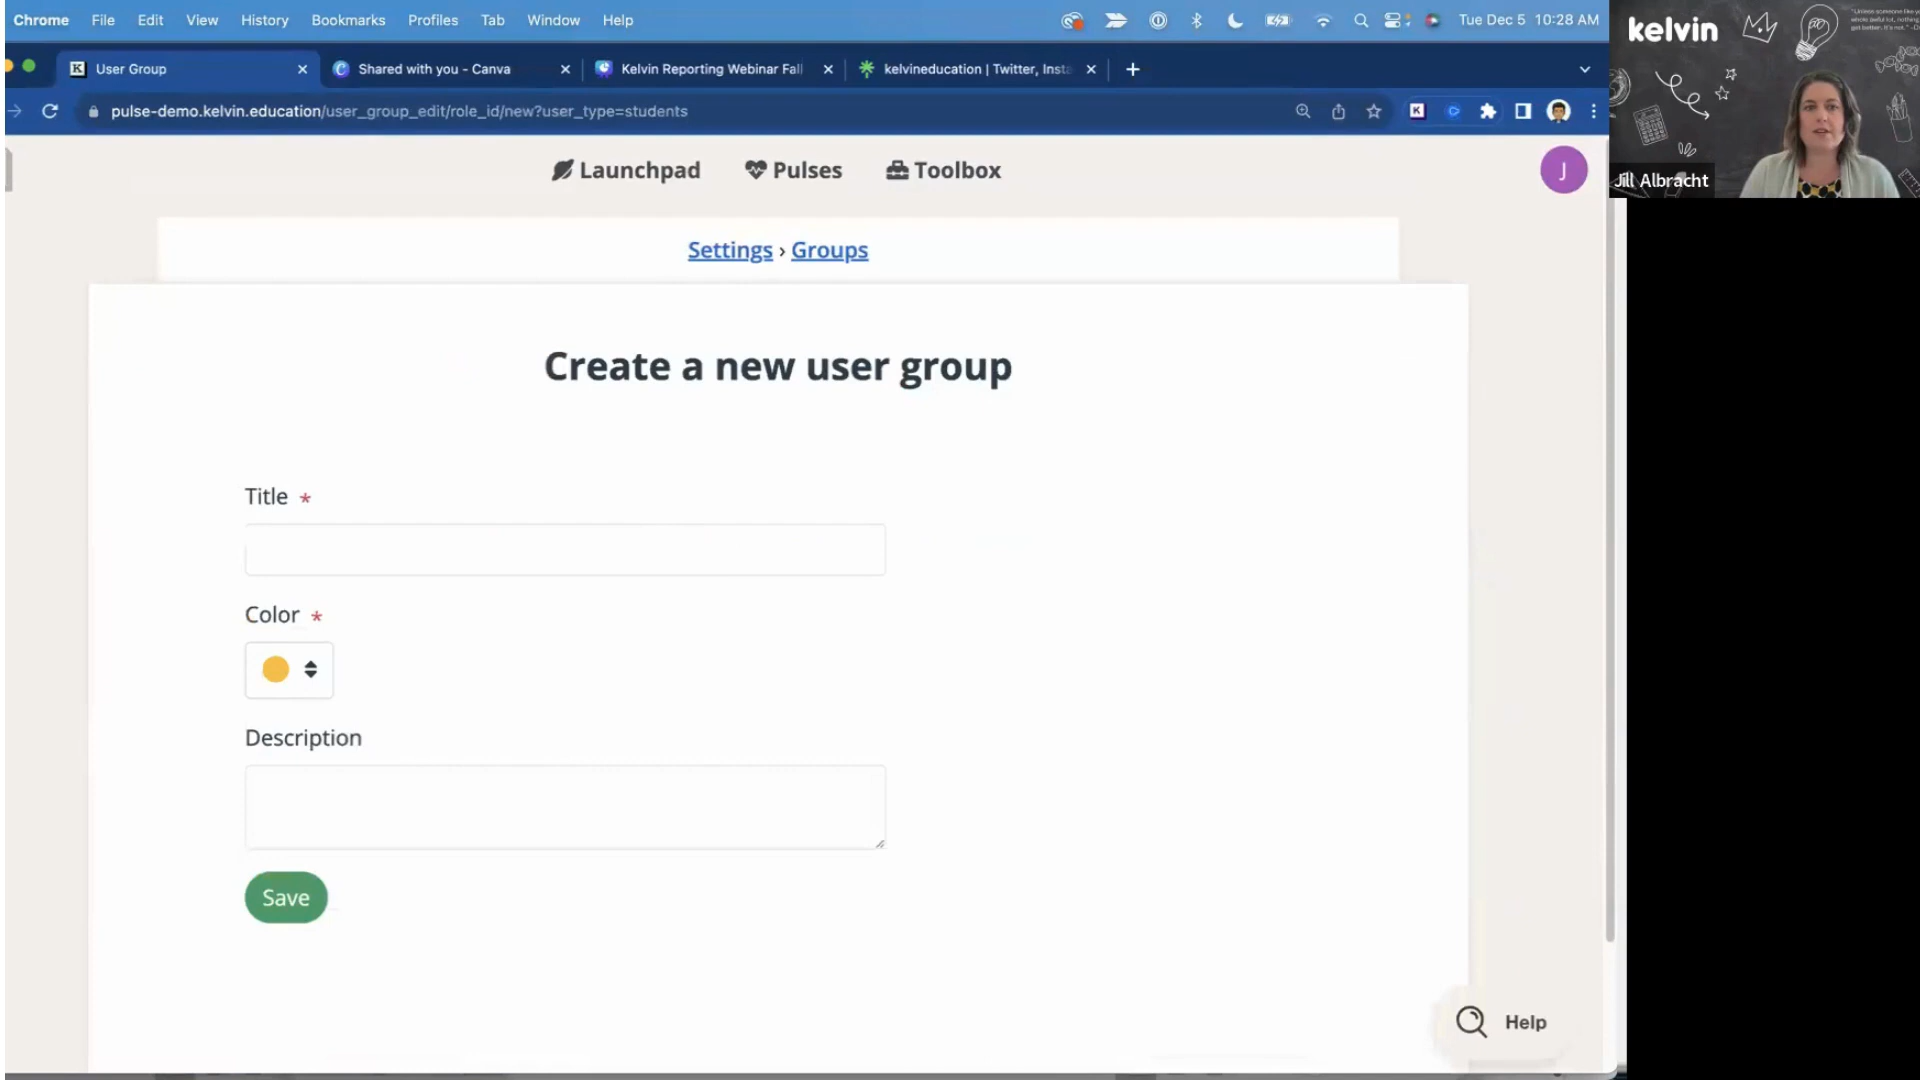 Chrome File Edit View History Bookmarks Profiles Tab Window Help Tue Dec 5 10:28 AM
User Group Shared with you - Canva Kelvin Reporting Webinar Fall kelvineducation | Twitter, Inst
pulse-demo.kelvin.education/user_group_edit/role_id/new?user_type=students
Launchpad Pulses Toolbox J
Settings › Groups
Create a new user group
Title *
Color *
Description
Save
Help
kelvin
Jill Albracht